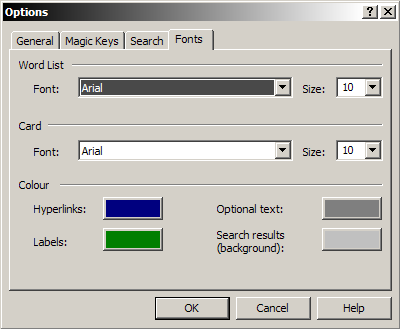 Options
General Magic Keys Search Fonts
Word List
Font: Arial Size: 10
Card
Font: Arial Size: 10
Colour
Hyperlinks: Optional text:
Labels: Search results
(background):
OK Cancel Help